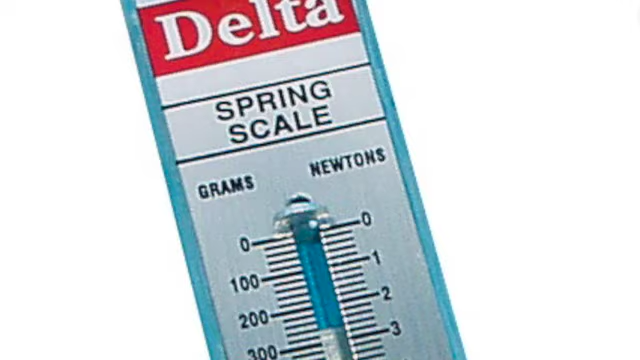 Delta
SPRING
SCALE
GRAMS NEWTONS
0 0
100 1
200 2
300 3